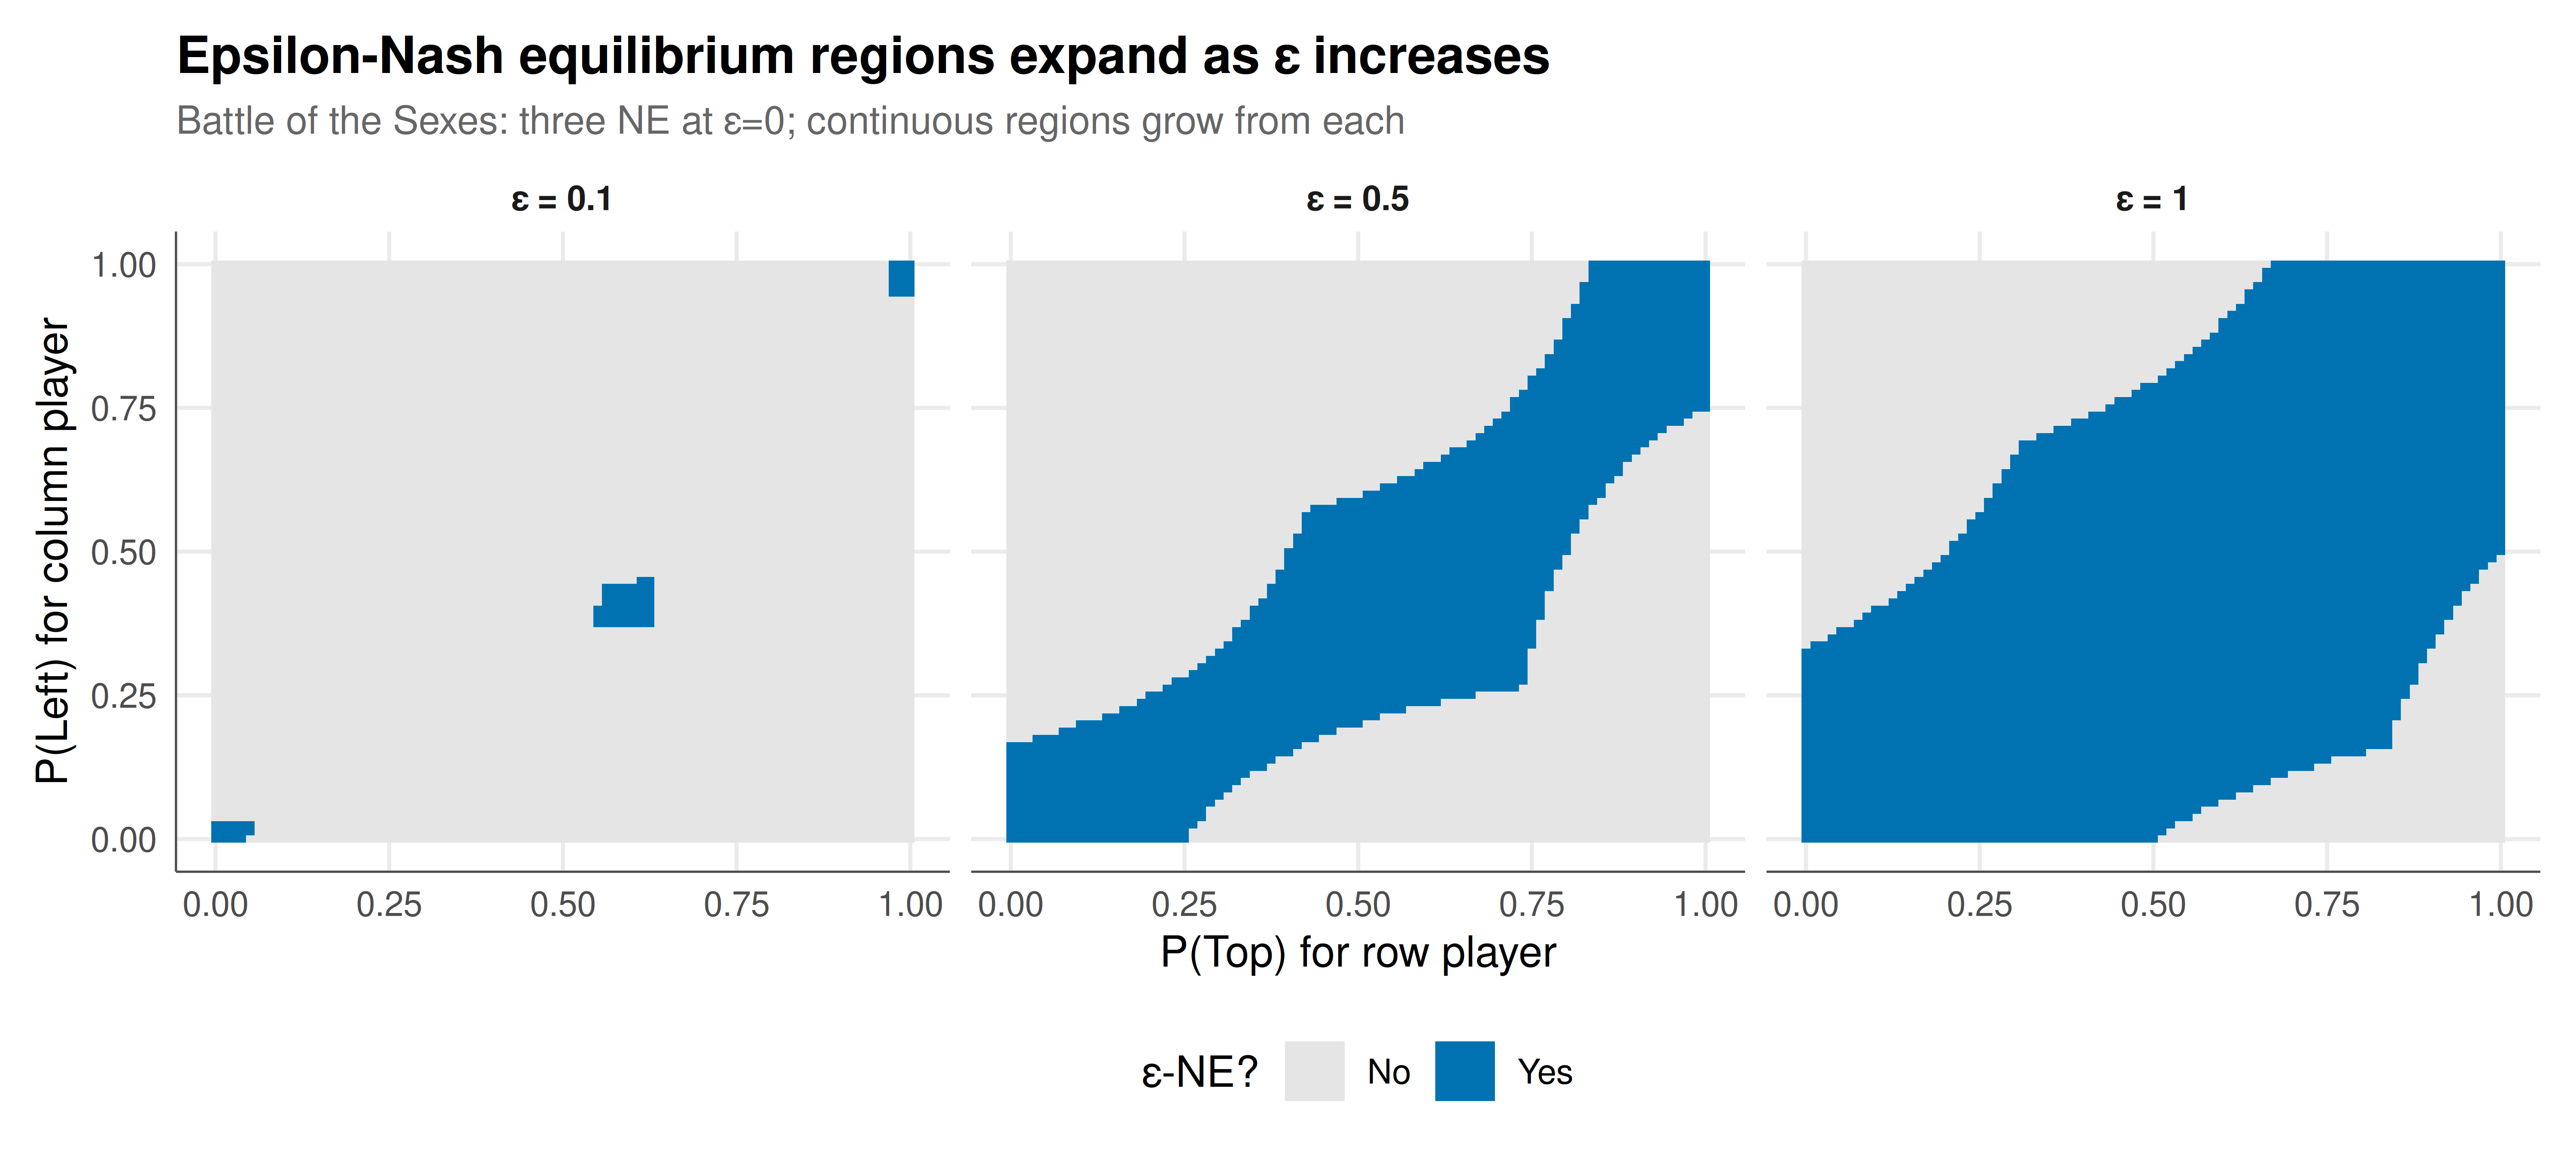 Epsilon-Nash equilibrium regions expand as ε increases
Battle of the Sexes: three NE at ε=0; continuous regions grow from each
ε = 0.1
ε = 0.5
ε = 1
P(Left) for column player
1.00
0.75
0.50
0.25
0.00
0.00 0.25 0.50 0.75 1.00
0.00 0.25 0.50 0.75 1.00
0.00 0.25 0.50 0.75 1.00
P(Top) for row player
ε-NE? No Yes